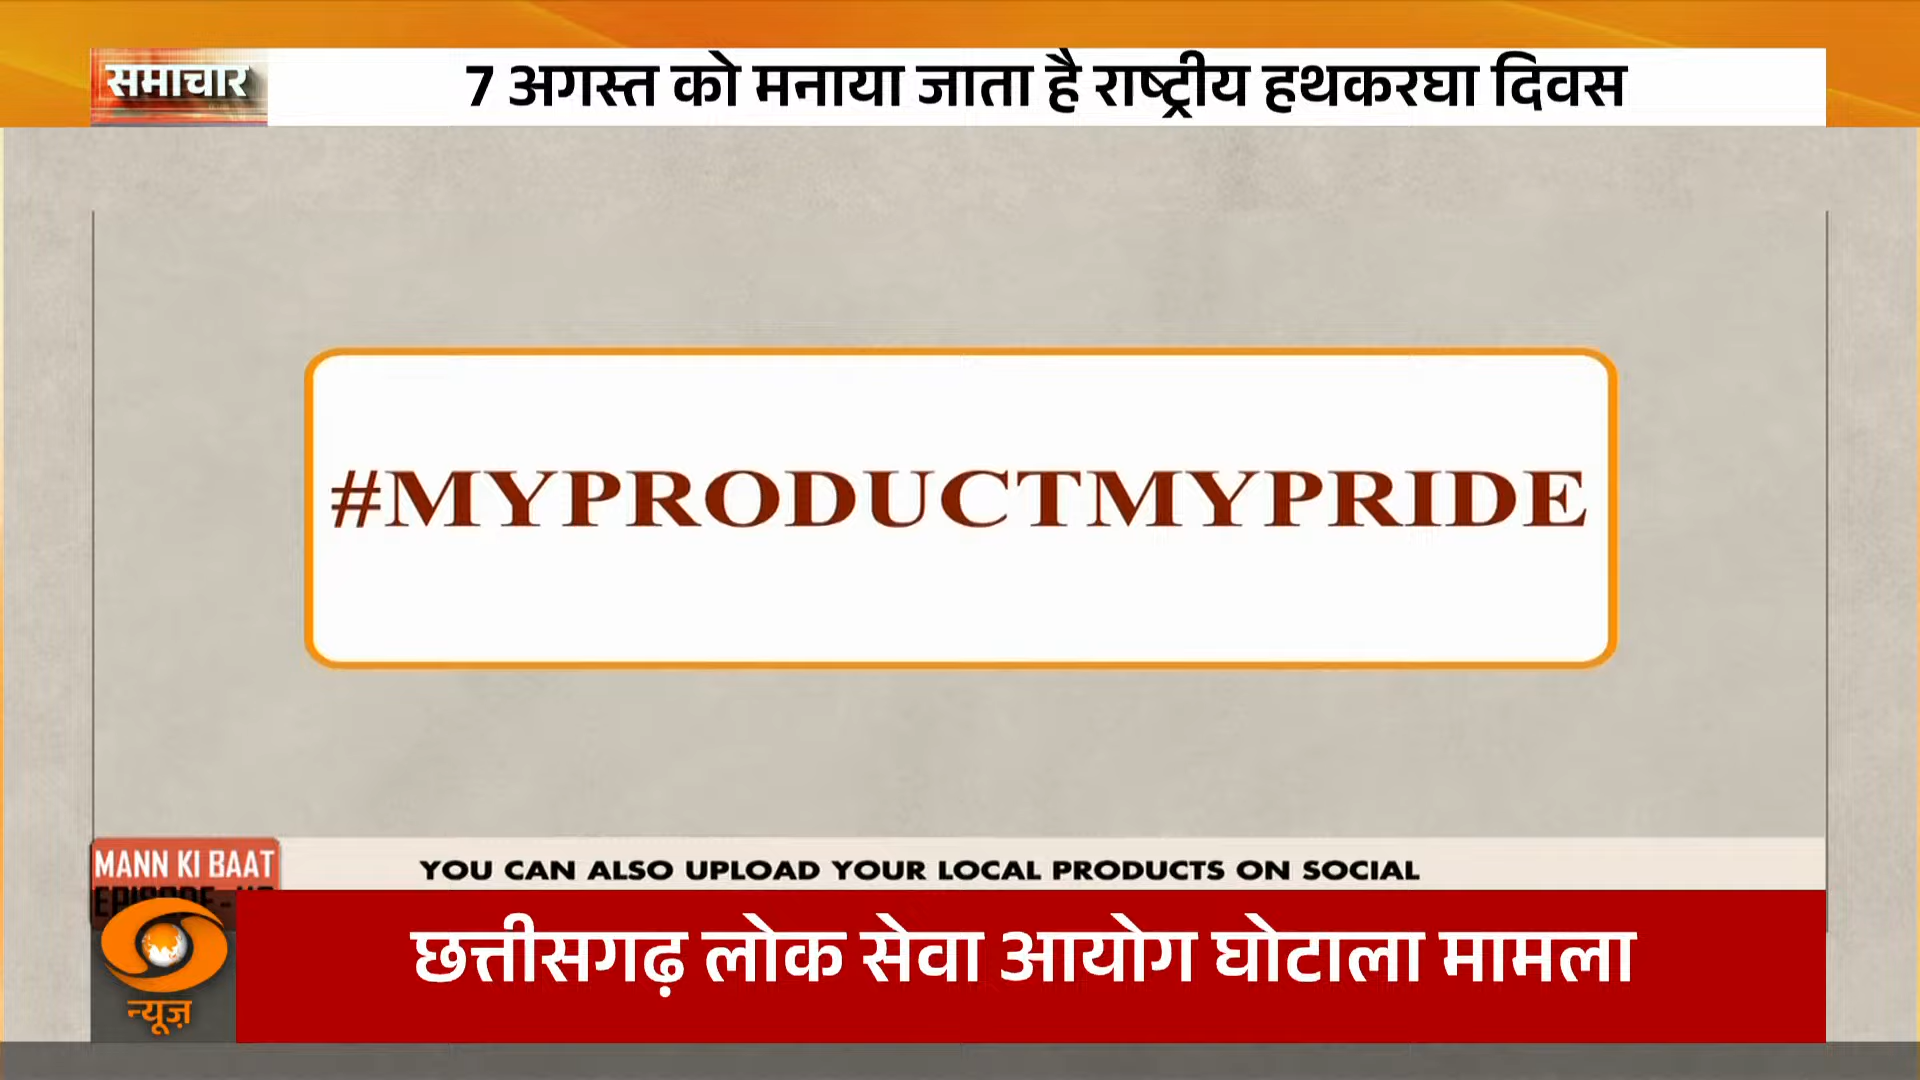 समाचार
7 अगस्त को मनाया जाता है राष्ट्रीय हथकरघा दिवस
#MYPRODUCTMYPRIDE
MANN KI BAAT
YOU CAN ALSO UPLOAD YOUR LOCAL PRODUCTS ON SOCIAL
छत्तीसगढ़ लोक सेवा आयोग घोटाला मामला
न्यूज़